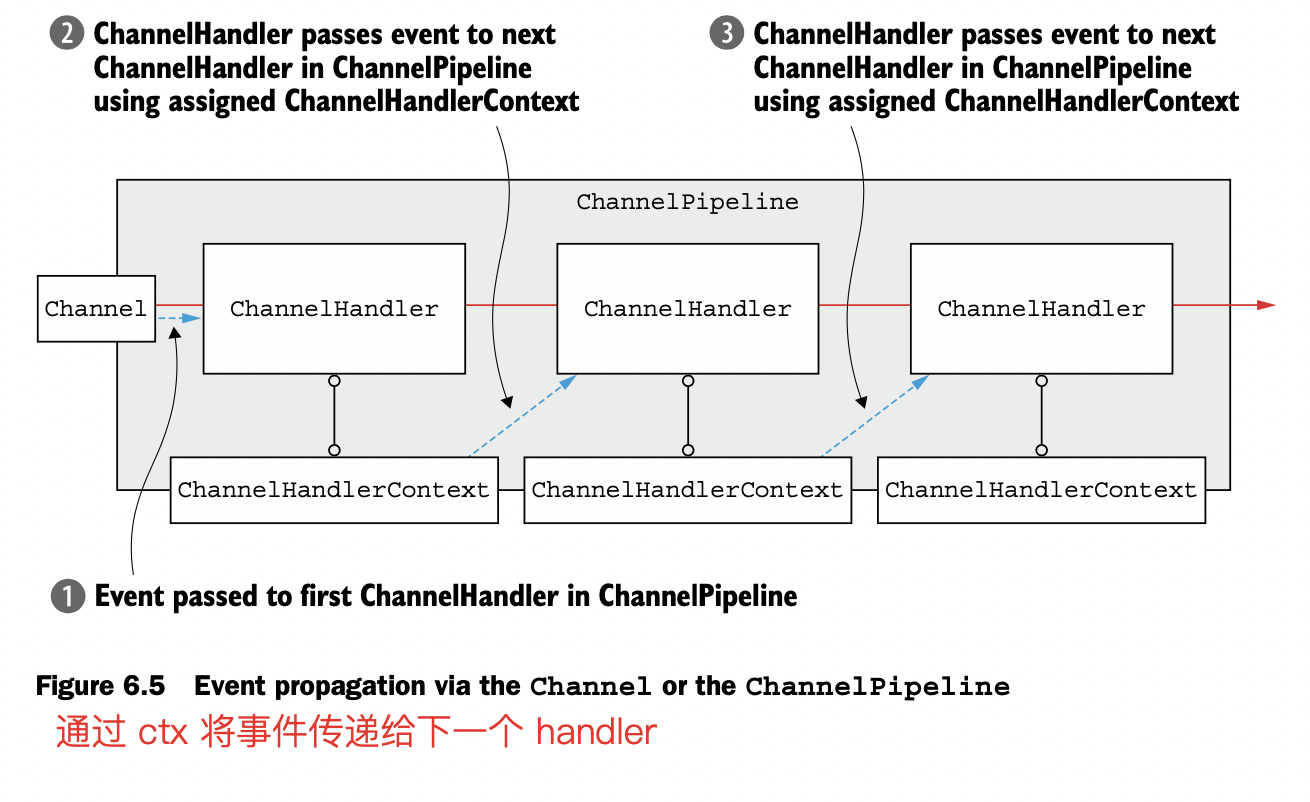 2 ChannelHandler passes event to next
ChannelHandler in ChannelPipeline
using assigned ChannelHandlerContext
3 ChannelHandler passes event to next
ChannelHandler in ChannelPipeline
using assigned ChannelHandlerContext
ChannelPipeline
Channel
ChannelHandler
ChannelHandler
ChannelHandler
ChannelHandlerContext
ChannelHandlerContext
ChannelHandlerContext
1 Event passed to first ChannelHandler in ChannelPipeline
Figure 6.5 Event propagation via the Channel or the ChannelPipeline
通过 ctx 将事件传递给下一个 handler